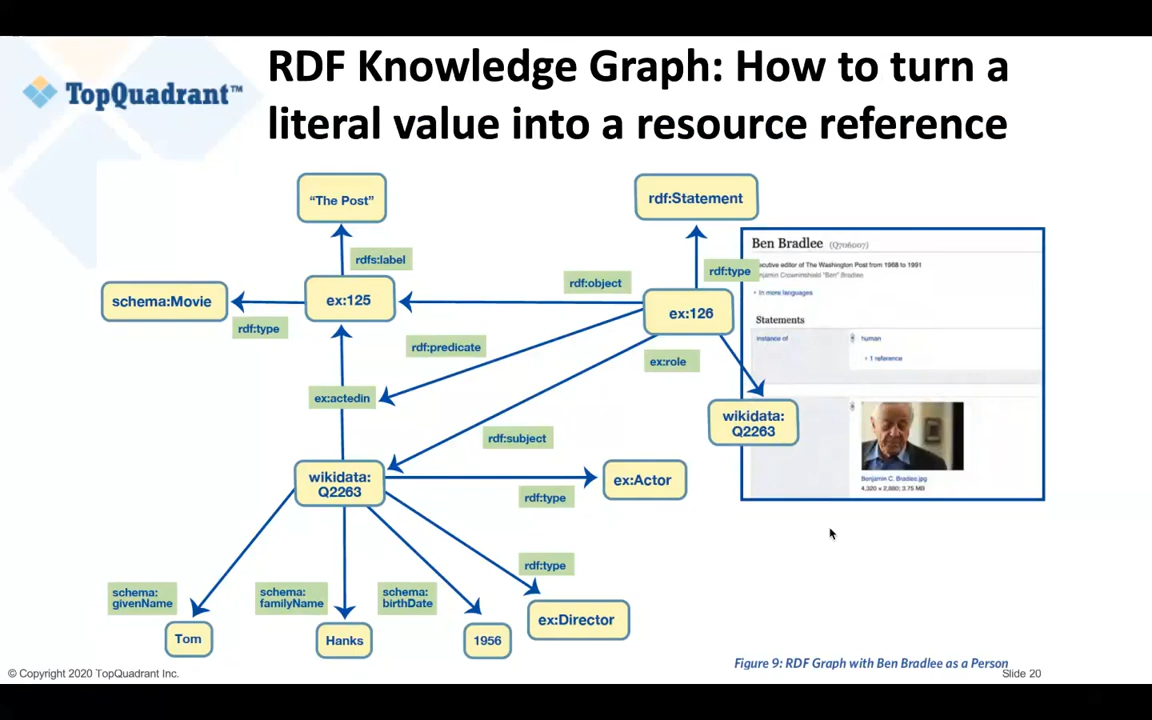 TopQuadrant™
RDF Knowledge Graph: How to turn a
literal value into a resource reference
“The Post”
rdf:Statement
rdfs:label
rdf:type
Ben Bradlee (Q706007)
ecutive editor of The Washington Post from 1968 to 1991
njamin Crowninshield "Ben" Bradlee
In more languages
Statements
instance of
human
1 reference
schema:Movie
ex:125
rdf:object
ex:126
rdf:type
rdf:predicate
ex:role
ex:actedin
wikidata:
Q2263
rdf:subject
wikidata:
Q2263
ex:Actor
rdf:type
Benjamin C. Bradlee.jpg
4,320 x 2,880; 3.75 MB
rdf:type
schema:
givenName
schema:
familyName
schema:
birthDate
ex:Director
Tom
Hanks
1956
Figure 9: RDF Graph with Ben Bradlee as a Person
© Copyright 2020 TopQuadrant Inc.
Slide 20